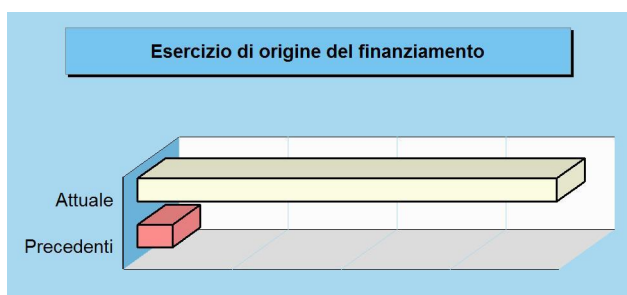 Esercizio di origine del finanziamento
Attuale
Precedenti